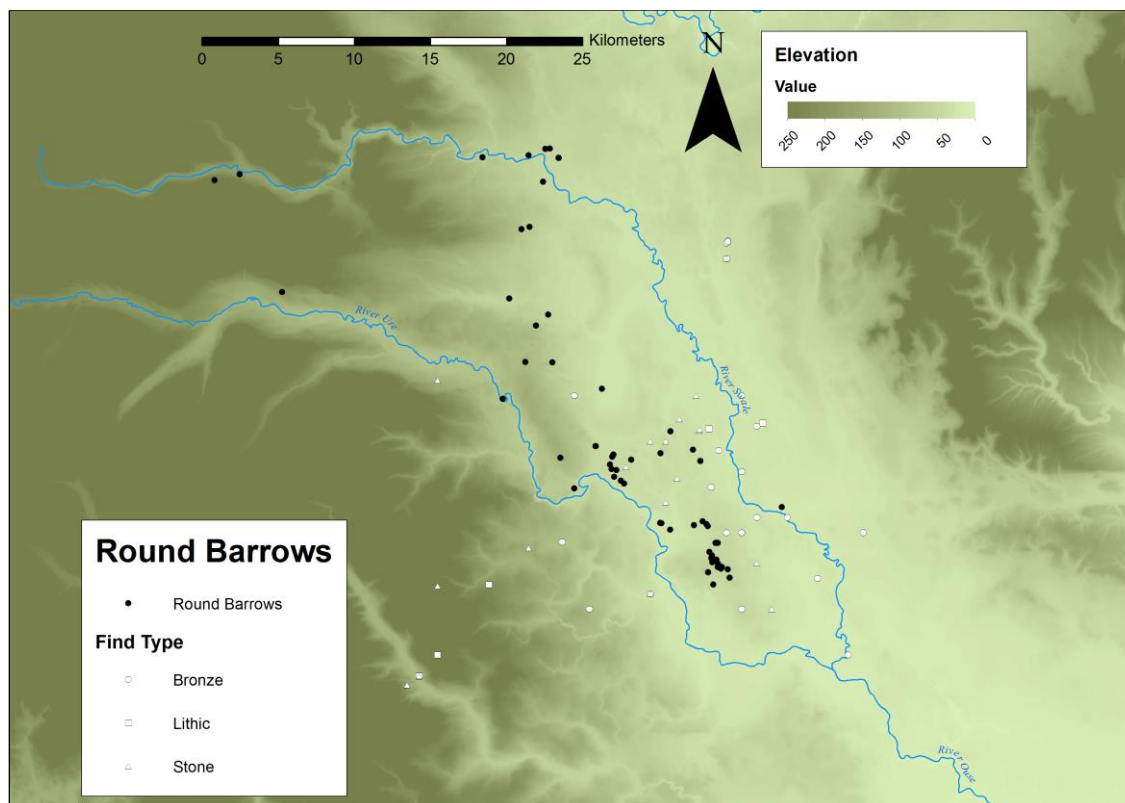 Kilometers
0 5 10 15 20 25
N
Elevation
Value
250 200 150 100 50 0
River Ure
River Swale
Round Barrows
Round Barrows
Find Type
Bronze
Lithic
Stone
River Ouse